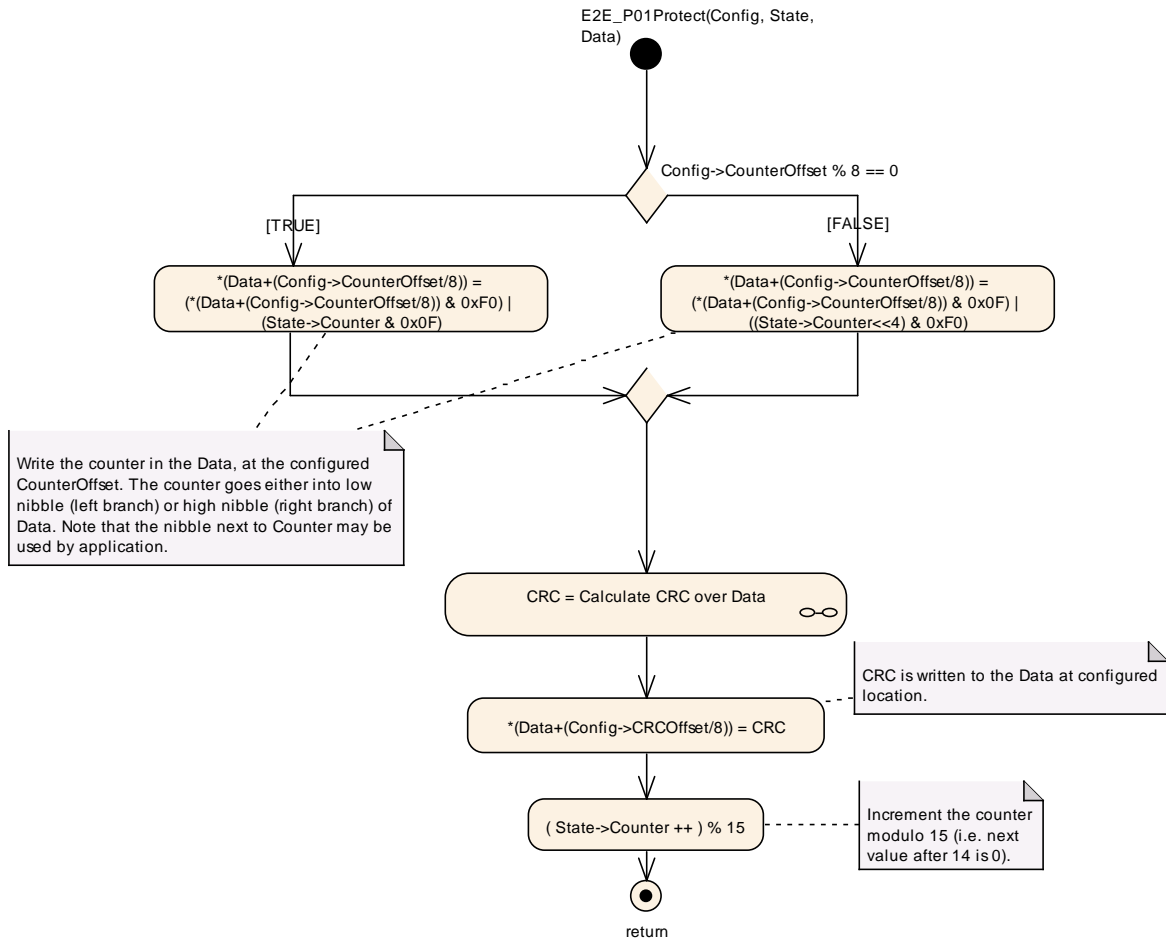 E2E_P01Protect(Config, State,
Data)
Config->CounterOffset % 8 == 0
[TRUE]
[FALSE]
*(Data+(Config->CounterOffset/8)) =
(*(Data+(Config->CounterOffset/8)) & 0xF0) |
(State->Counter & 0x0F)
*(Data+(Config->CounterOffset/8)) =
(*(Data+(Config->CounterOffset/8)) & 0x0F) |
((State->Counter<<4) & 0xF0)
Write the counter in the Data, at the configured
CounterOffset. The counter goes either into low
nibble (left branch) or high nibble (right branch) of
Data. Note that the nibble next to Counter may be
used by application.
CRC = Calculate CRC over Data
CRC is written to the Data at configured
location.
*(Data+(Config->CRCOffset/8)) = CRC
( State->Counter ++ ) % 15
Increment the counter
modulo 15 (i.e. next
value after 14 is 0).
return